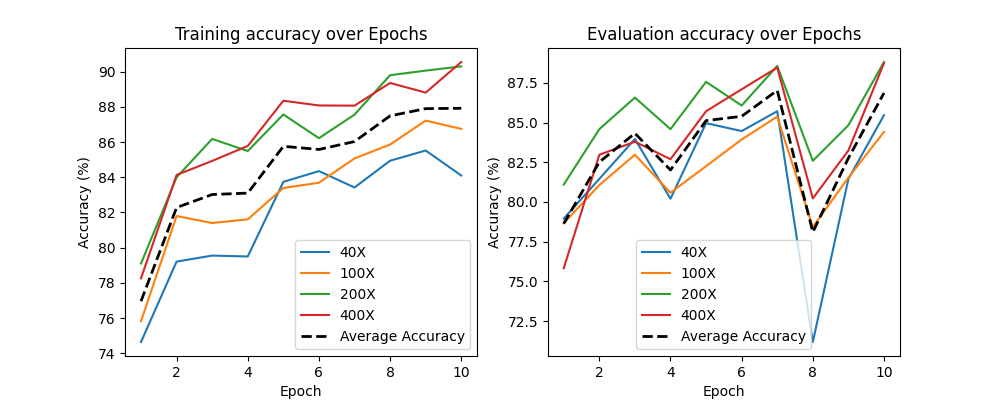 Training accuracy over Epochs
Accuracy (%)
90
88
86
84
82
80
78
76
74
2
4
6
8
10
Epoch
40X
100X
200X
400X
Average Accuracy
Evaluation accuracy over Epochs
Accuracy (%)
87.5
85.0
82.5
80.0
77.5
75.0
72.5
2
4
6
8
10
Epoch
40X
100X
200X
400X
Average Accuracy